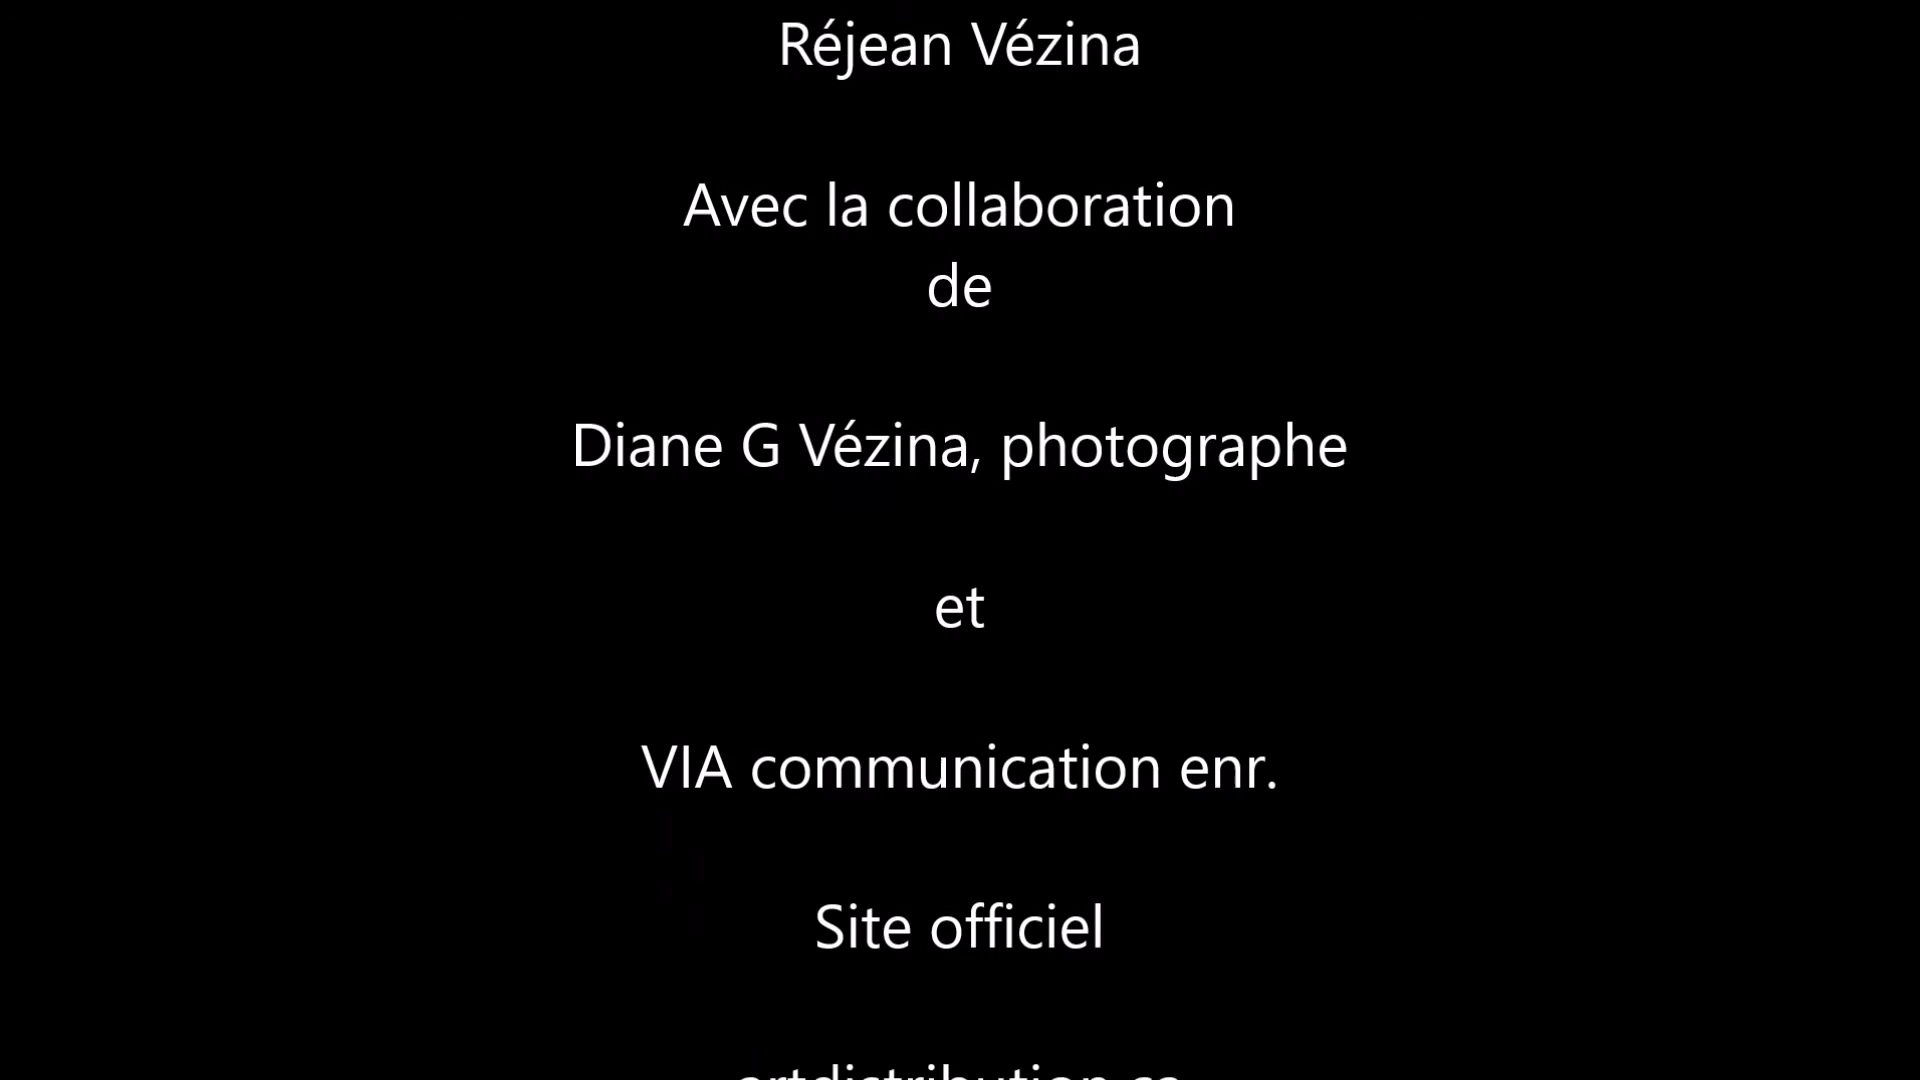 Réjean Vézina
Avec la collaboration
de
Diane G Vézina, photographe
et
VIA communication enr.
Site officiel